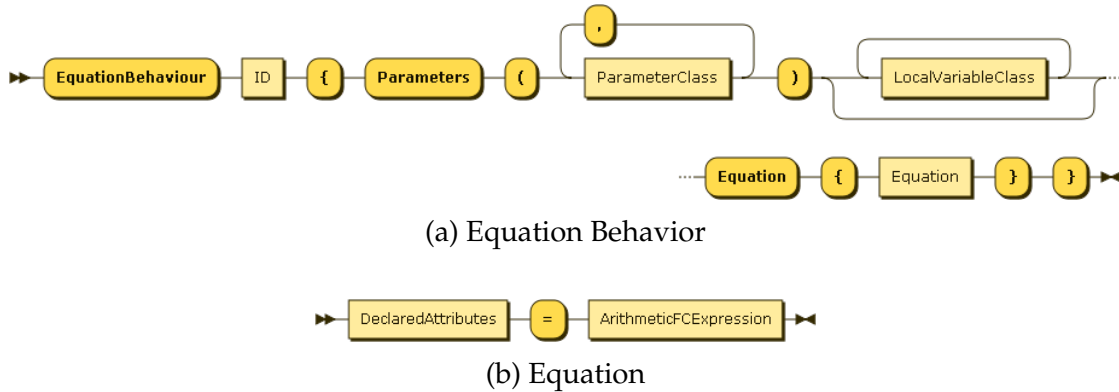 ,
EquationBehaviour ID { Parameters ( ParameterClass ) LocalVariableClass
Equation { Equation } }
(a) Equation Behavior
DeclaredAttributes = ArithmeticFCExpression
(b) Equation